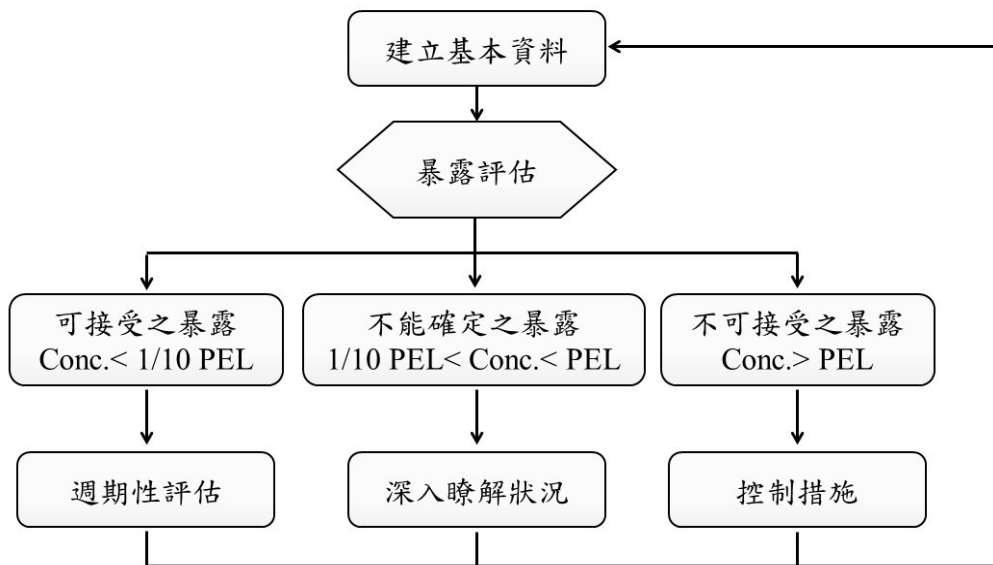 建立基本資料
暴露評估
可接受之暴露
Conc.< 1/10 PEL
不能確定之暴露
1/10 PEL< Conc.< PEL
不可接受之暴露
Conc.> PEL
週期性評估
深入瞭解狀況
控制措施